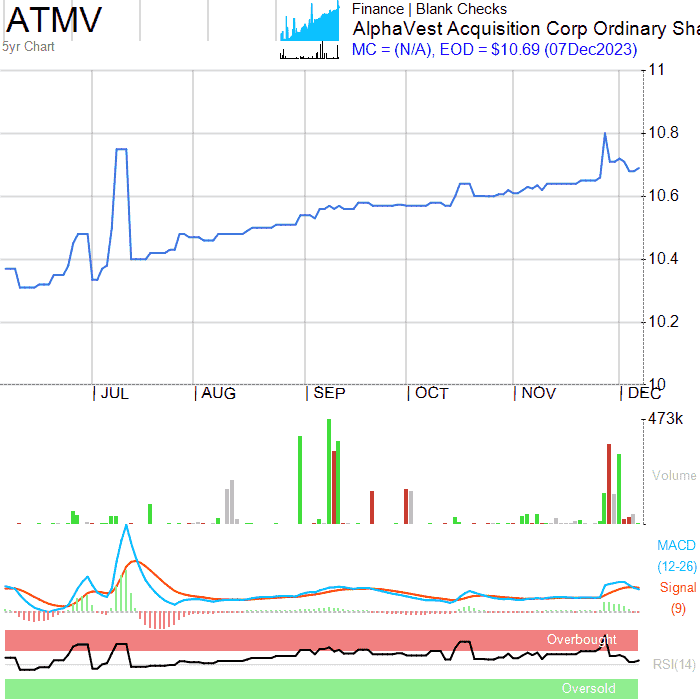 ATMV
5yr Chart
Finance | Blank Checks
AlphaVest Acquisition Corp Ordinary Sha
MC = (N/A), EOD = $10.69 (07Dec2023)
11
10.8
10.6
10.4
10.2
10
JUL AUG SEP OCT NOV DEC
473k
Volume
MACD
(12-26)
Signal
(9)
Overbought
RSI(14)
Oversold